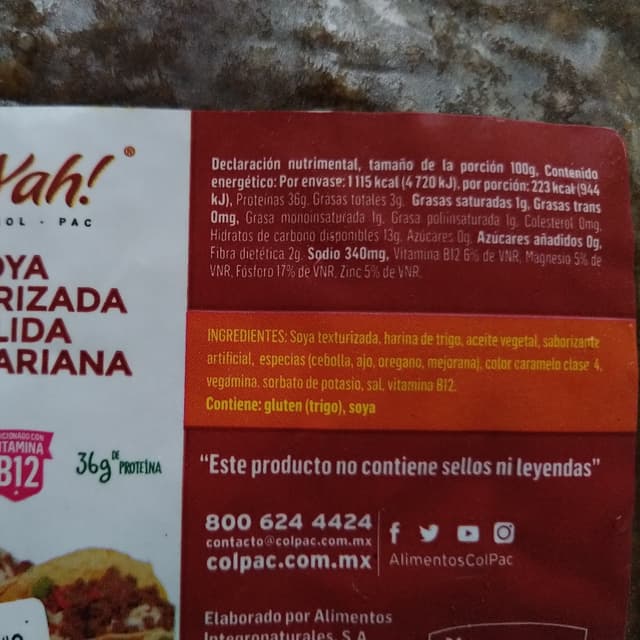 Yah!®
COL · PAC
OYA
RIZADA
LIDA
ARIANA
ICIONADO CON
ITAMINA
B12
36g DE PROTEÍNA
Declaración nutrimental, tamaño de la porción 100g, Contenido
energético: Por envase: 1 115 kcal (4 720 kJ), por porción: 223 kcal (944
kJ), Proteínas 36g, Grasas totales 3g, Grasas saturadas 1g, Grasas trans
0mg, Grasa monoinsaturada 1g, Grasa poliinsaturada 1g, Colesterol 0mg,
Hidratos de carbono disponibles 13g, Azúcares 0g, Azúcares añadidos 0g,
Fibra dietética 2g, Sodio 340mg, Vitamina B12 6% de VNR, Magnesio 5% de
VNR, Fósforo 17% de VNR, Zinc 5% de VNR.
INGREDIENTES: Soya texturizada, harina de trigo, aceite vegetal, saborizante
artificial, especias (cebolla, ajo, oregano, mejorana), color caramelo clase 4,
vegamina, sorbato de potasio, sal, vitamina B12.
Contiene: gluten (trigo), soya
"Este producto no contiene sellos ni leyendas"
800 624 4424
contacto@colpac.com.mx
colpac.com.mx
AlimentosColPac
Elaborado por Alimentos
Integronaturales, S.A.